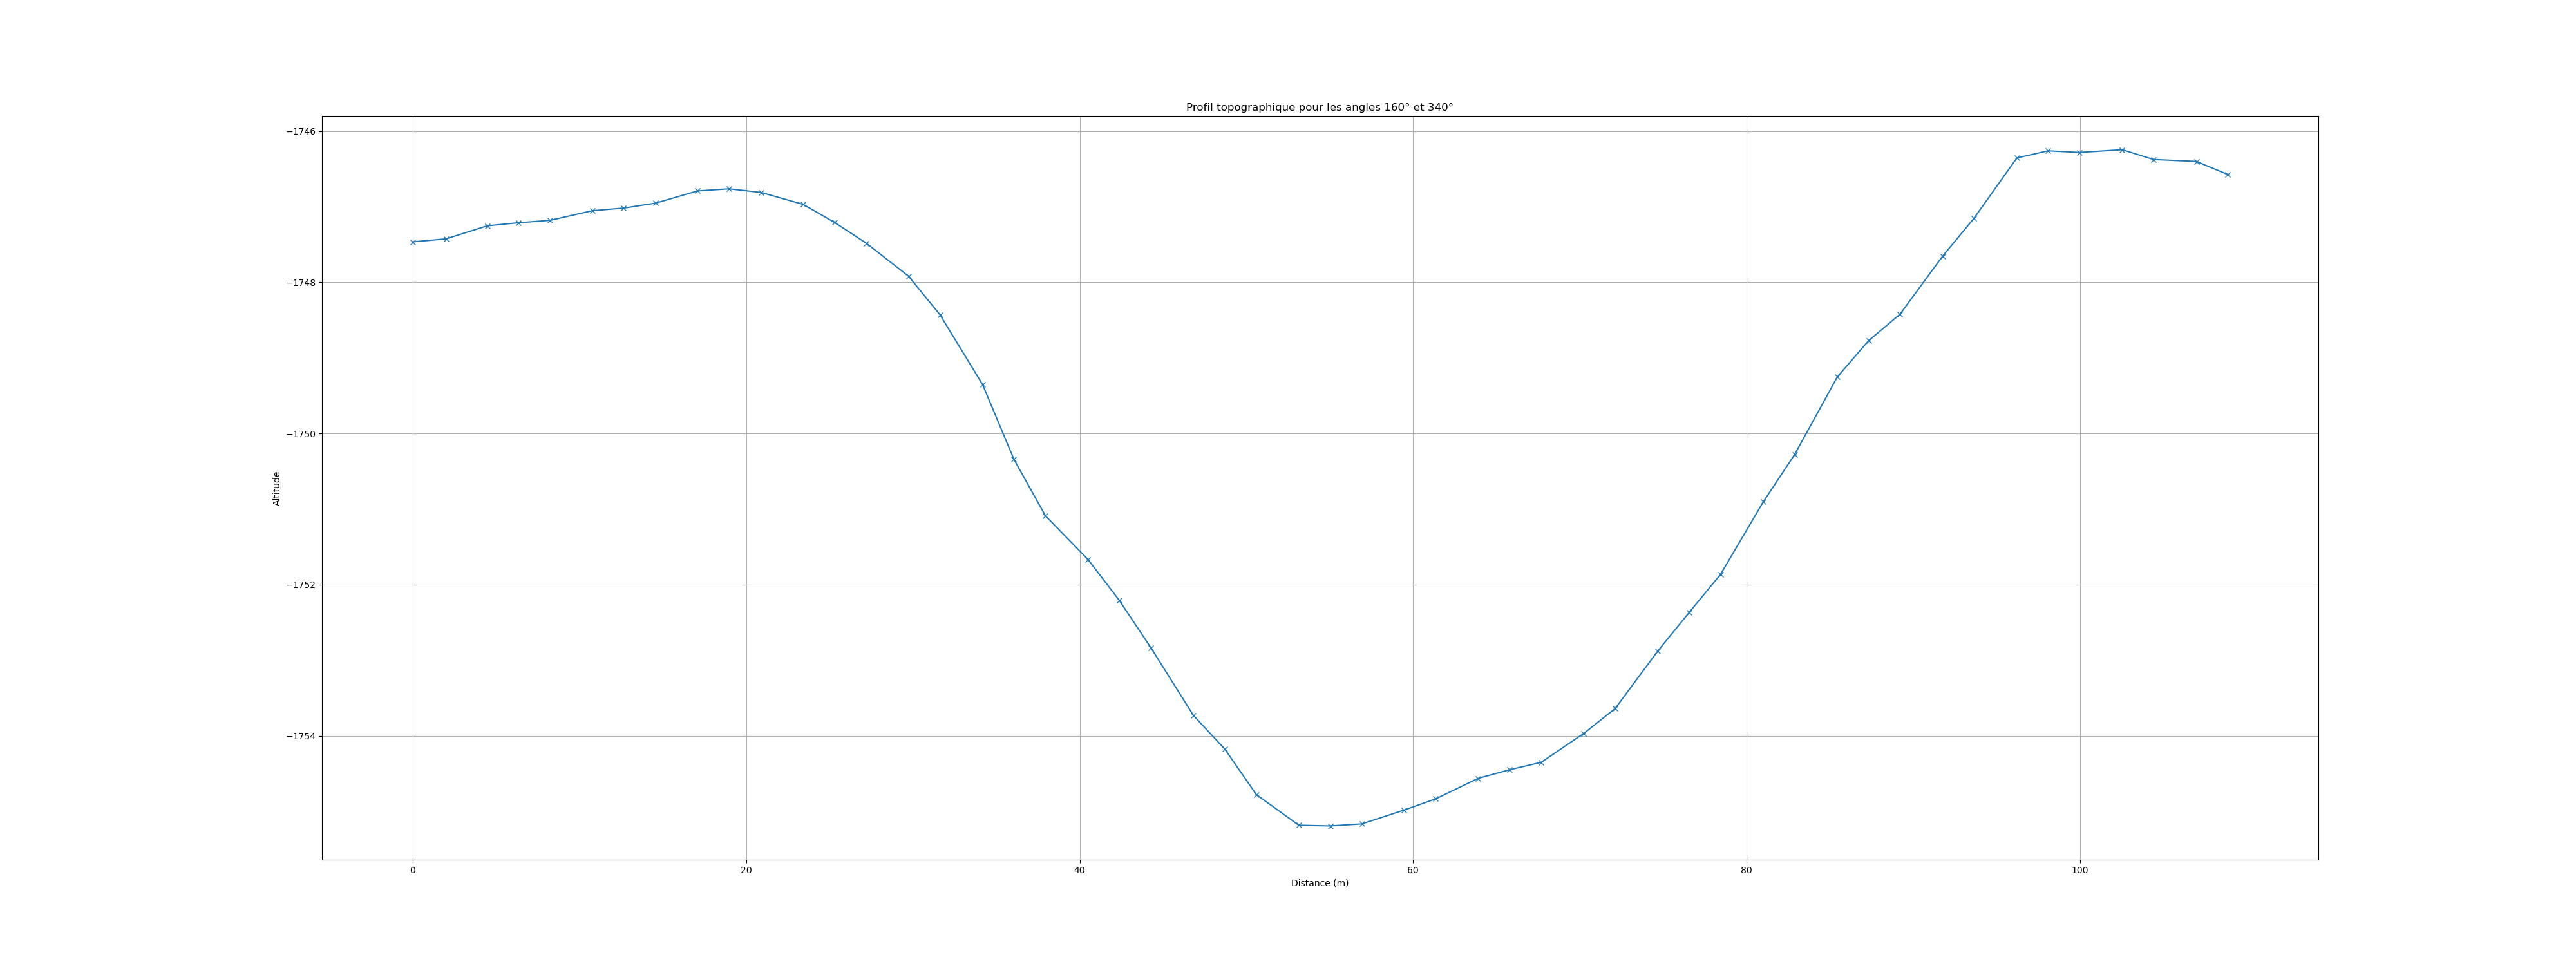 Profil topographique pour les angles 160° et 340°
−1746
−1748
−1750
−1752
−1754
Altitude
0 20 40 60 80 100
Distance (m)